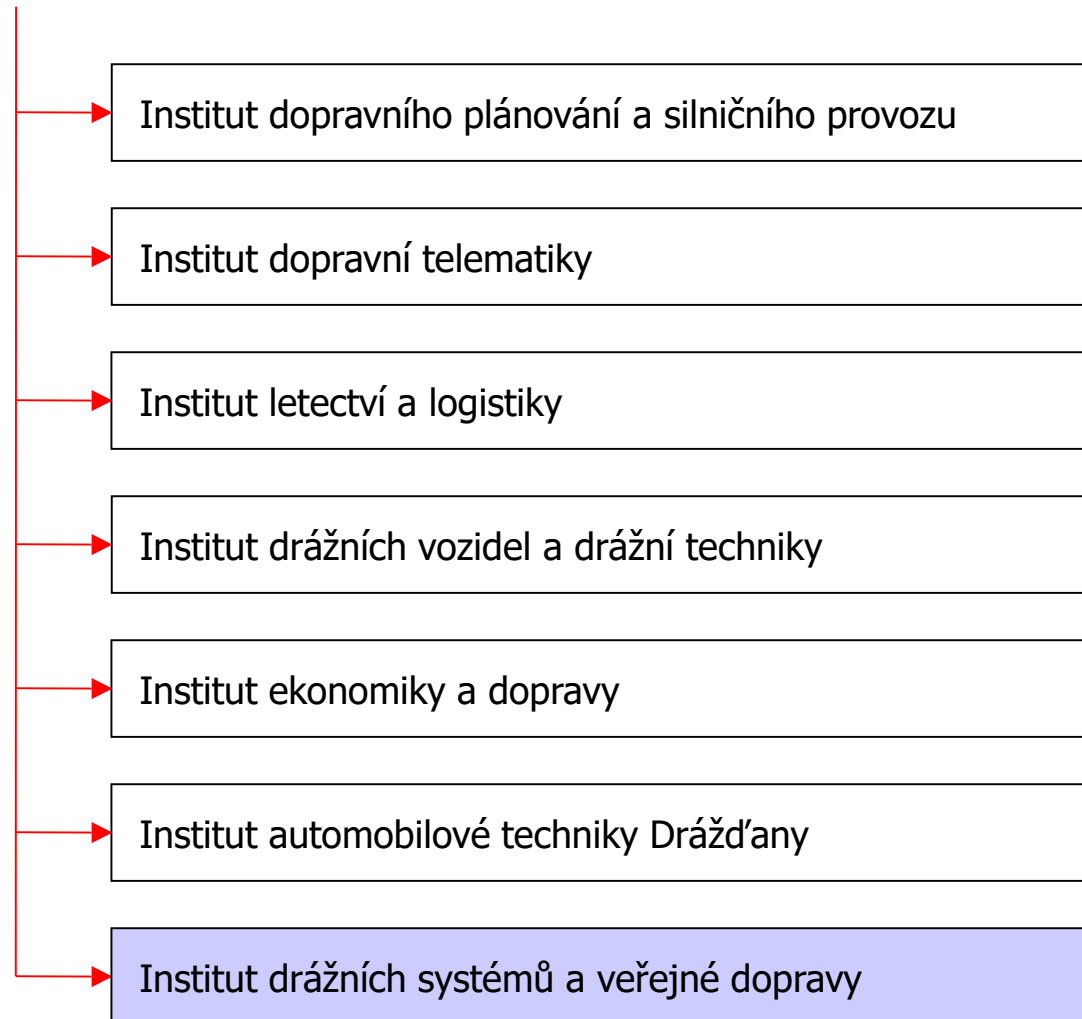 Institut dopravního plánování a silničního provozu
Institut dopravní telematiky
Institut letectví a logistiky
Institut drážních vozidel a drážní techniky
Institut ekonomiky a dopravy
Institut automobilové techniky Drážďany
Institut drážních systémů a veřejné dopravy